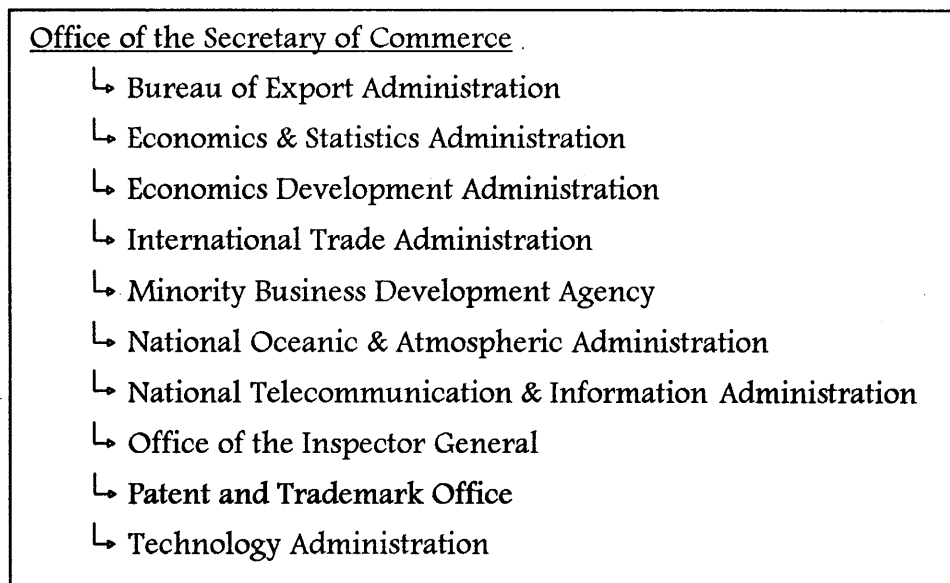 Office of the Secretary of Commerce
↳ Bureau of Export Administration
↳ Economics & Statistics Administration
↳ Economics Development Administration
↳ International Trade Administration
↳ Minority Business Development Agency
↳ National Oceanic & Atmospheric Administration
↳ National Telecommunication & Information Administration
↳ Office of the Inspector General
↳ Patent and Trademark Office
↳ Technology Administration